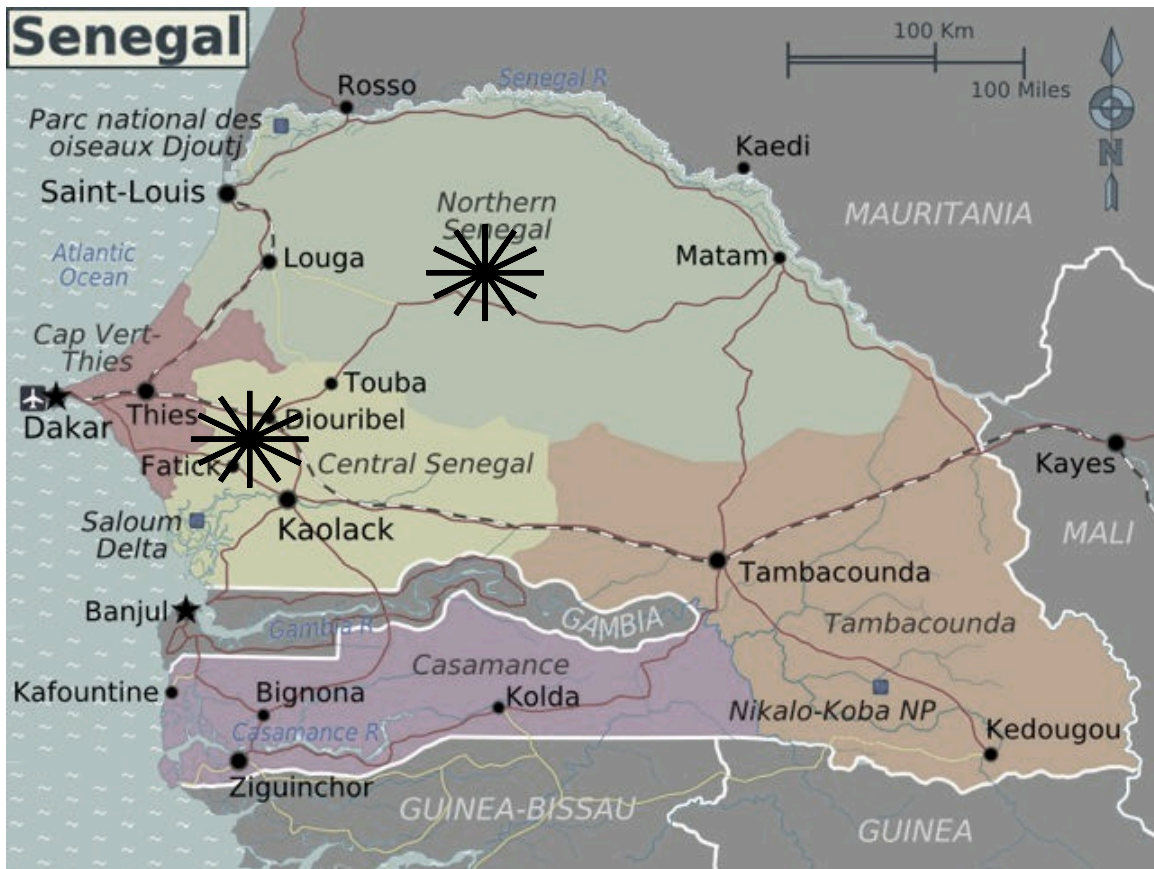 Senegal
100 Km
100 Miles
N
Rosso
Senegal R
Parc national des
oiseaux Djoutj
Kaedi
Saint-Louis
Northern
Senegal
MAURITANIA
Atlantic
Ocean
Louga
Matam
Cap Vert-
Thies
Touba
Dakar
Thies
Diouribel
Fatick
Central Senegal
Kayes
Saloum
Delta
Kaolack
MALI
Tambacounda
Banjul
Gambia R
GAMBIA
Tambacounda
Casamance
Kafountine
Bignona
Kolda
Nikalo-Koba NP
Casamance R
Kedougou
Ziguinchor
GUINEA-BISSAU
GUINEA